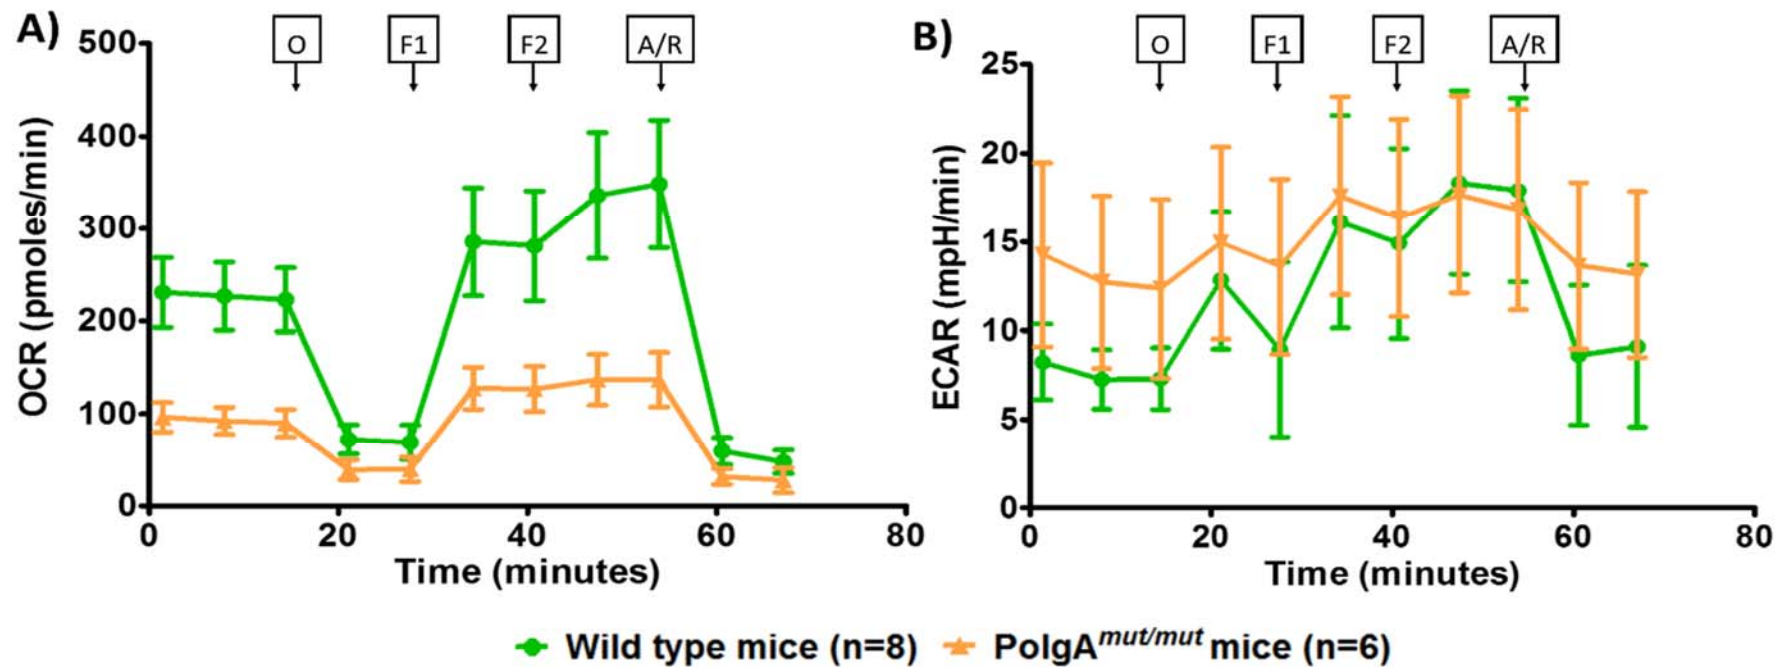 A)
OCR (pmoles/min)
500
400
300
200
100
0
O
F1
F2
A/R
0
20
40
60
80
Time (minutes)
B)
ECAR (mpH/min)
25
20
15
10
5
0
O
F1
F2
A/R
0
20
40
60
80
Time (minutes)
Wild type mice (n=8) PolgA^mut/mut mice (n=6)